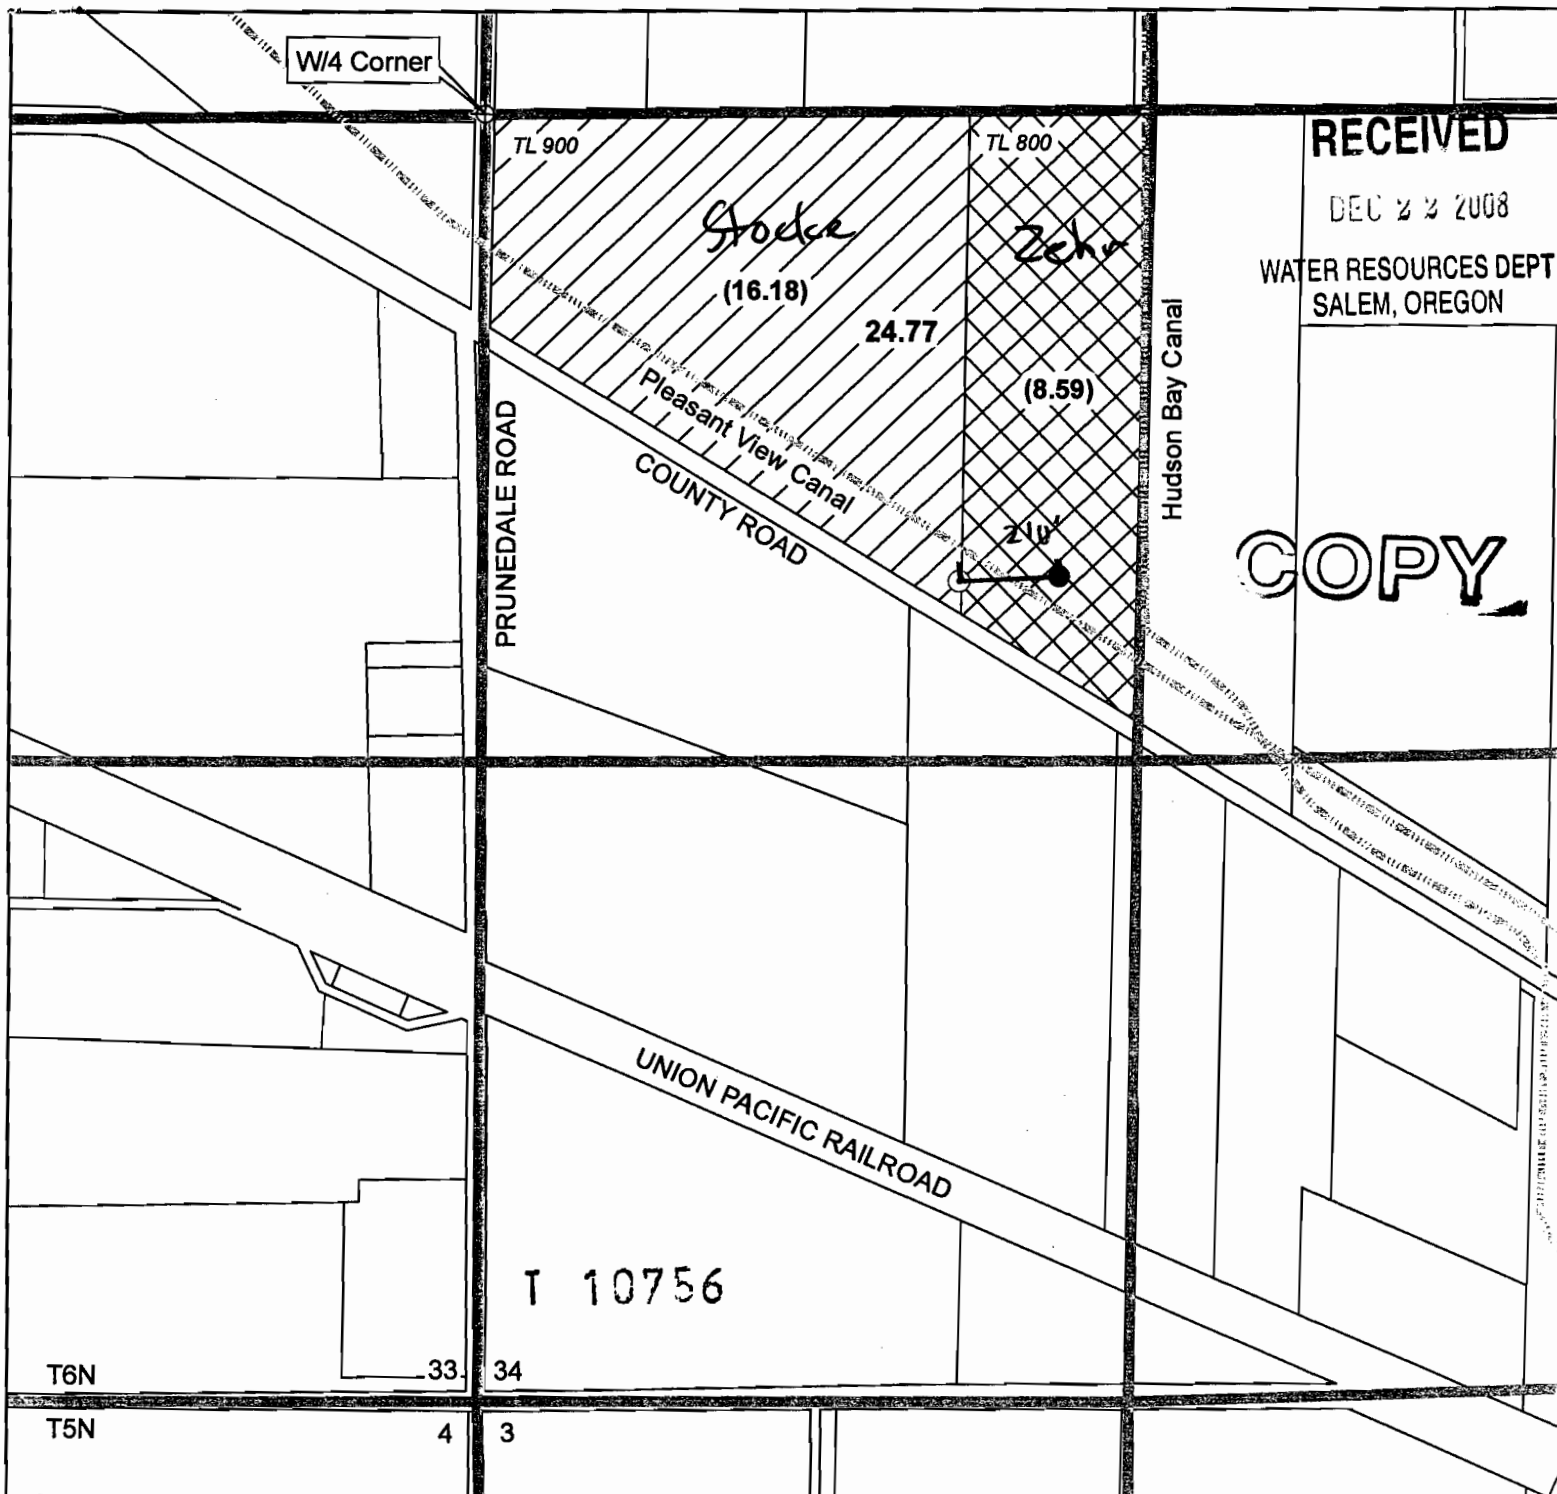 W/4 Corner
TL 900
TL 800
RECEIVED
DEC 2 2 2008
WATER RESOURCES DEPT
SALEM, OREGON
Stocke
Zehr
(16.18)
24.77
(8.59)
Hudson Bay Canal
Pleasant View Canal
COUNTY ROAD
PRUNEDALE ROAD
210'
COPY
UNION PACIFIC RAILROAD
T 10756
T6N
33
34
T5N
4
3